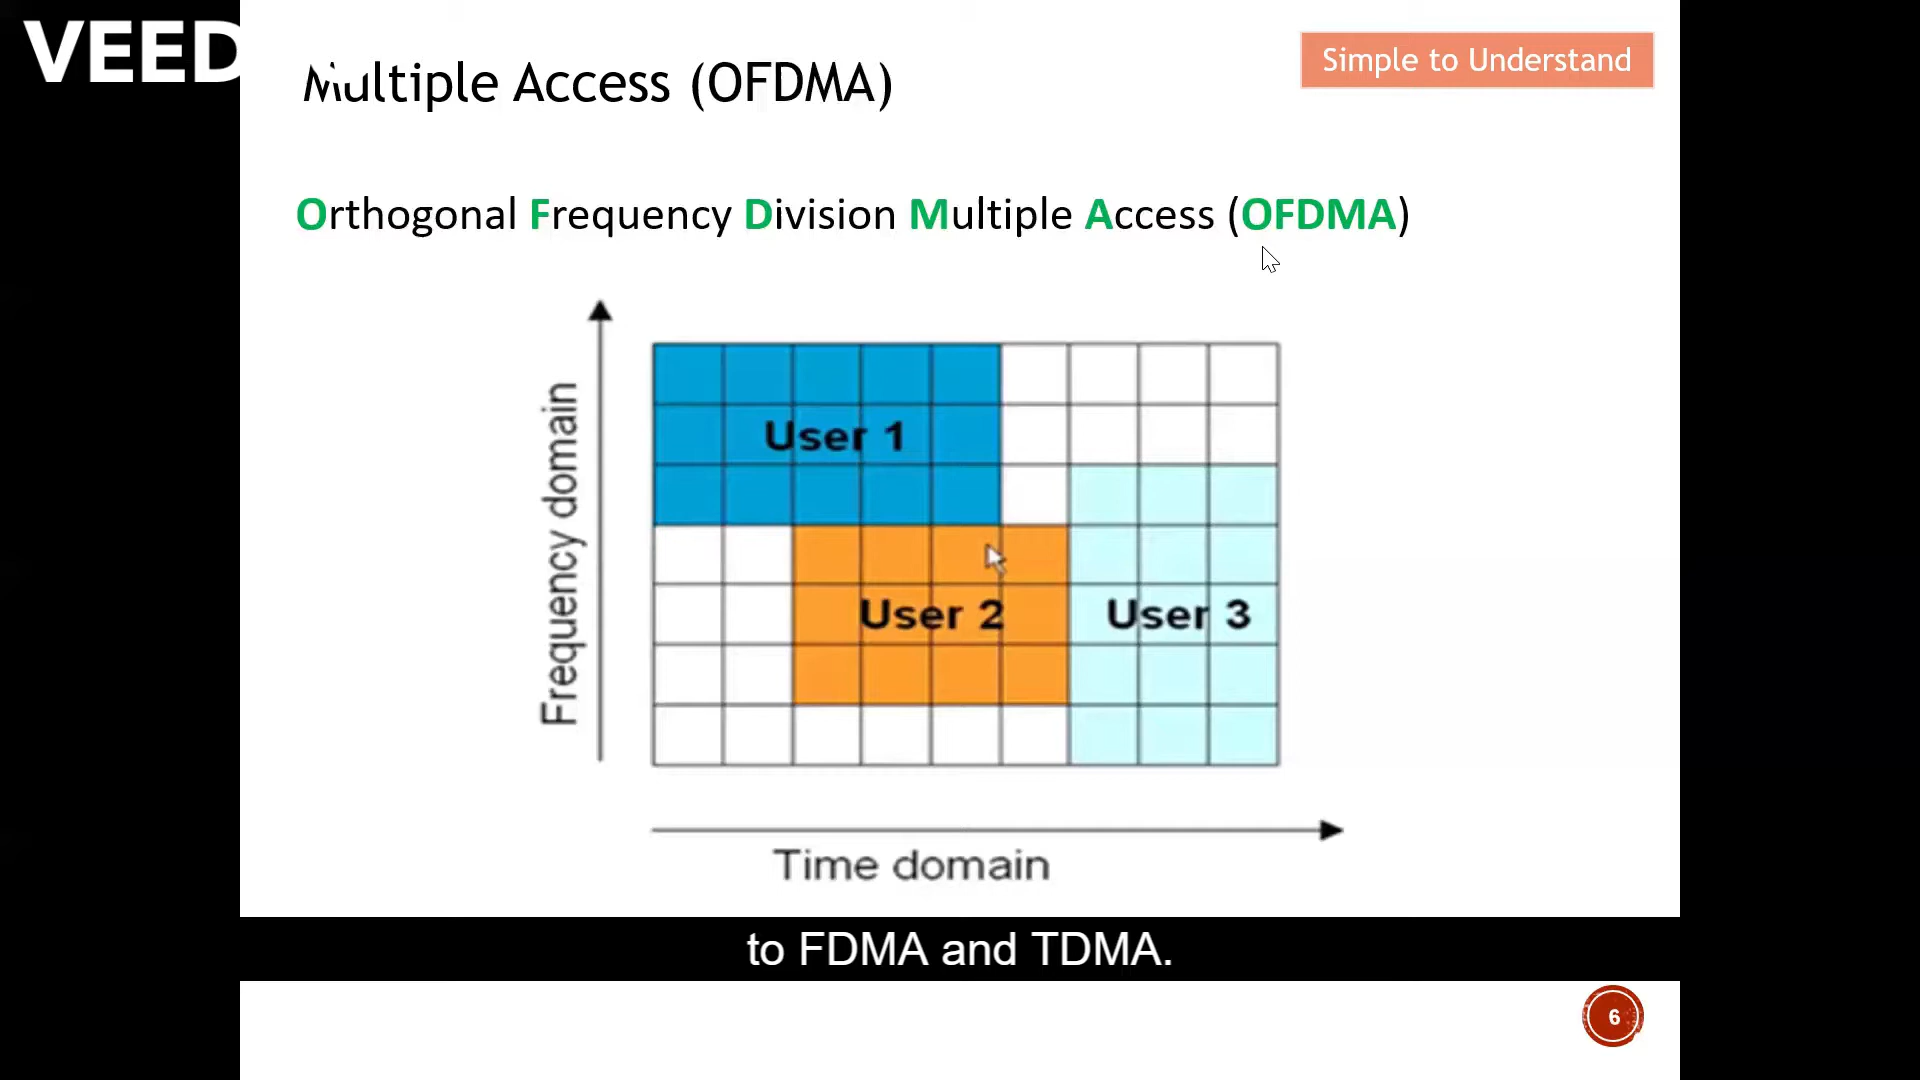 VEED
Multiple Access (OFDMA)
Simple to Understand
Orthogonal Frequency Division Multiple Access (OFDMA)
Frequency domain
User 1
User 2
User 3
Time domain
to FDMA and TDMA.
6